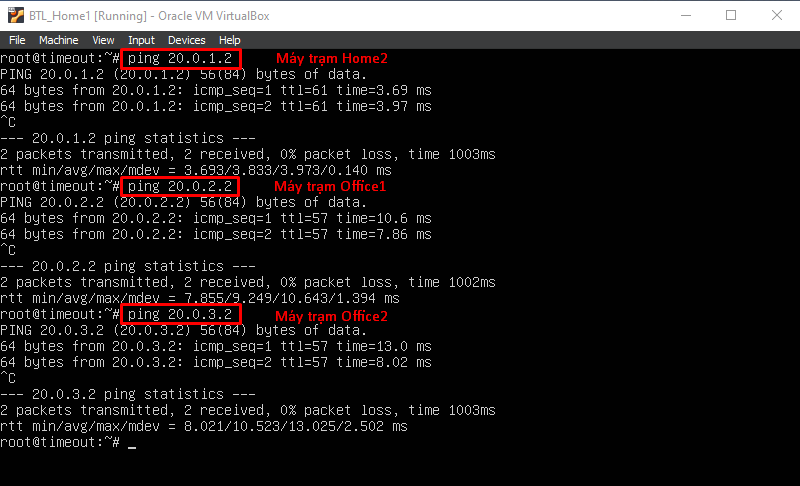 BTL_Home1 [Running] - Oracle VM VirtualBox
File Machine View Input Devices Help
root@timeout:~# ping 20.0.1.2 Máy trạm Home2
PING 20.0.1.2 (20.0.1.2) 56(84) bytes of data.
64 bytes from 20.0.1.2: icmp_seq=1 ttl=61 time=3.69 ms
64 bytes from 20.0.1.2: icmp_seq=2 ttl=61 time=3.97 ms
^C
--- 20.0.1.2 ping statistics ---
2 packets transmitted, 2 received, 0% packet loss, time 1003ms
rtt min/avg/max/mdev = 3.693/3.833/3.973/0.140 ms
root@timeout:~# ping 20.0.2.2 Máy trạm Office1
PING 20.0.2.2 (20.0.2.2) 56(84) bytes of data.
64 bytes from 20.0.2.2: icmp_seq=1 ttl=57 time=10.6 ms
64 bytes from 20.0.2.2: icmp_seq=2 ttl=57 time=7.86 ms
^C
--- 20.0.2.2 ping statistics ---
2 packets transmitted, 2 received, 0% packet loss, time 1002ms
rtt min/avg/max/mdev = 7.855/9.249/10.643/1.394 ms
root@timeout:~# ping 20.0.3.2 Máy trạm Office2
PING 20.0.3.2 (20.0.3.2) 56(84) bytes of data.
64 bytes from 20.0.3.2: icmp_seq=1 ttl=57 time=13.0 ms
64 bytes from 20.0.3.2: icmp_seq=2 ttl=57 time=8.02 ms
^C
--- 20.0.3.2 ping statistics ---
2 packets transmitted, 2 received, 0% packet loss, time 1003ms
rtt min/avg/max/mdev = 8.021/10.523/13.025/2.502 ms
root@timeout:~# _